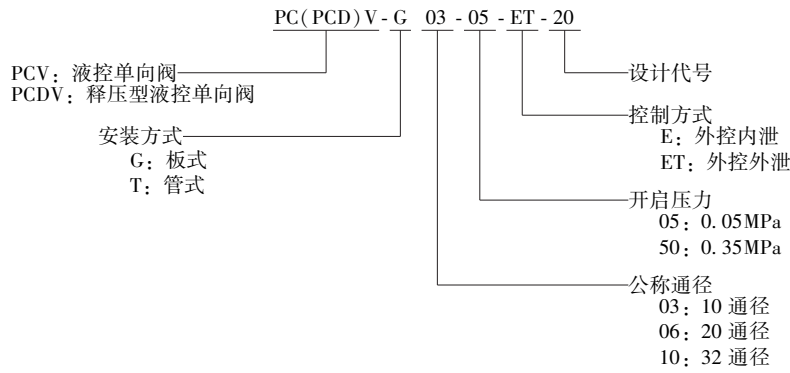 PC(PCD)V-G 03-05-ET-20
PCV：液控单向阀
PCDV：释压型液控单向阀
安装方式
G：板式
T：管式
设计代号
控制方式
E：外控内泄
ET：外控外泄
开启压力
05：0.05MPa
50：0.35MPa
公称通径
03：10 通径
06：20 通径
10：32 通径